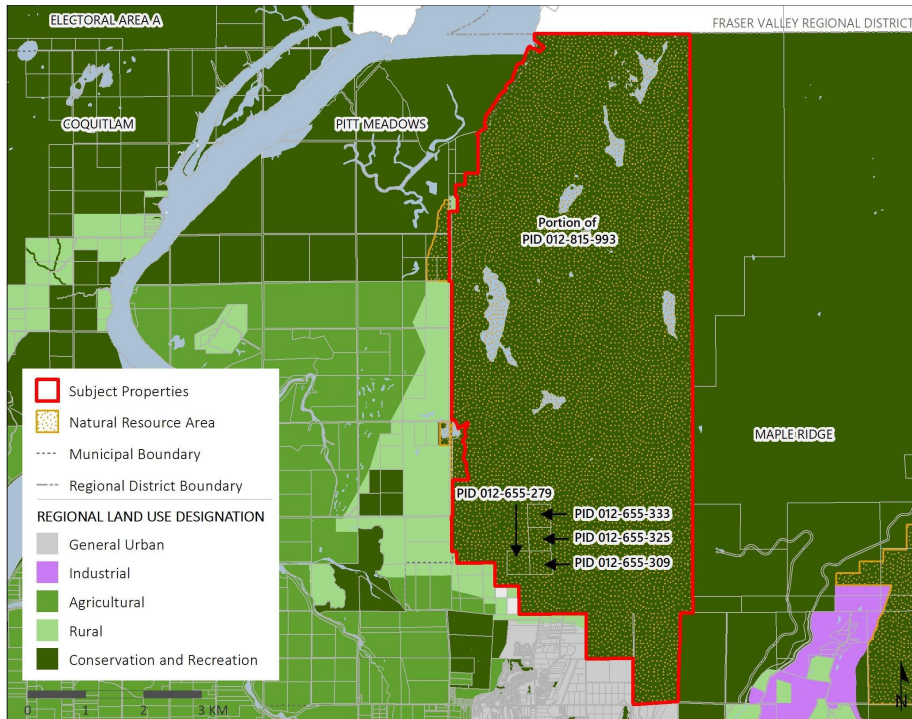 ELECTORAL AREA A
FRASER VALLEY REGIONAL DISTRICT
COQUITLAM
PITT MEADOWS
Portion of
PID 012-815-993
MAPLE RIDGE
PID 012-655-279
PID 012-655-333
PID 012-655-325
PID 012-655-309
Subject Properties
Natural Resource Area
Municipal Boundary
Regional District Boundary
REGIONAL LAND USE DESIGNATION
General Urban
Industrial
Agricultural
Rural
Conservation and Recreation
0 1 2 3 KM
N